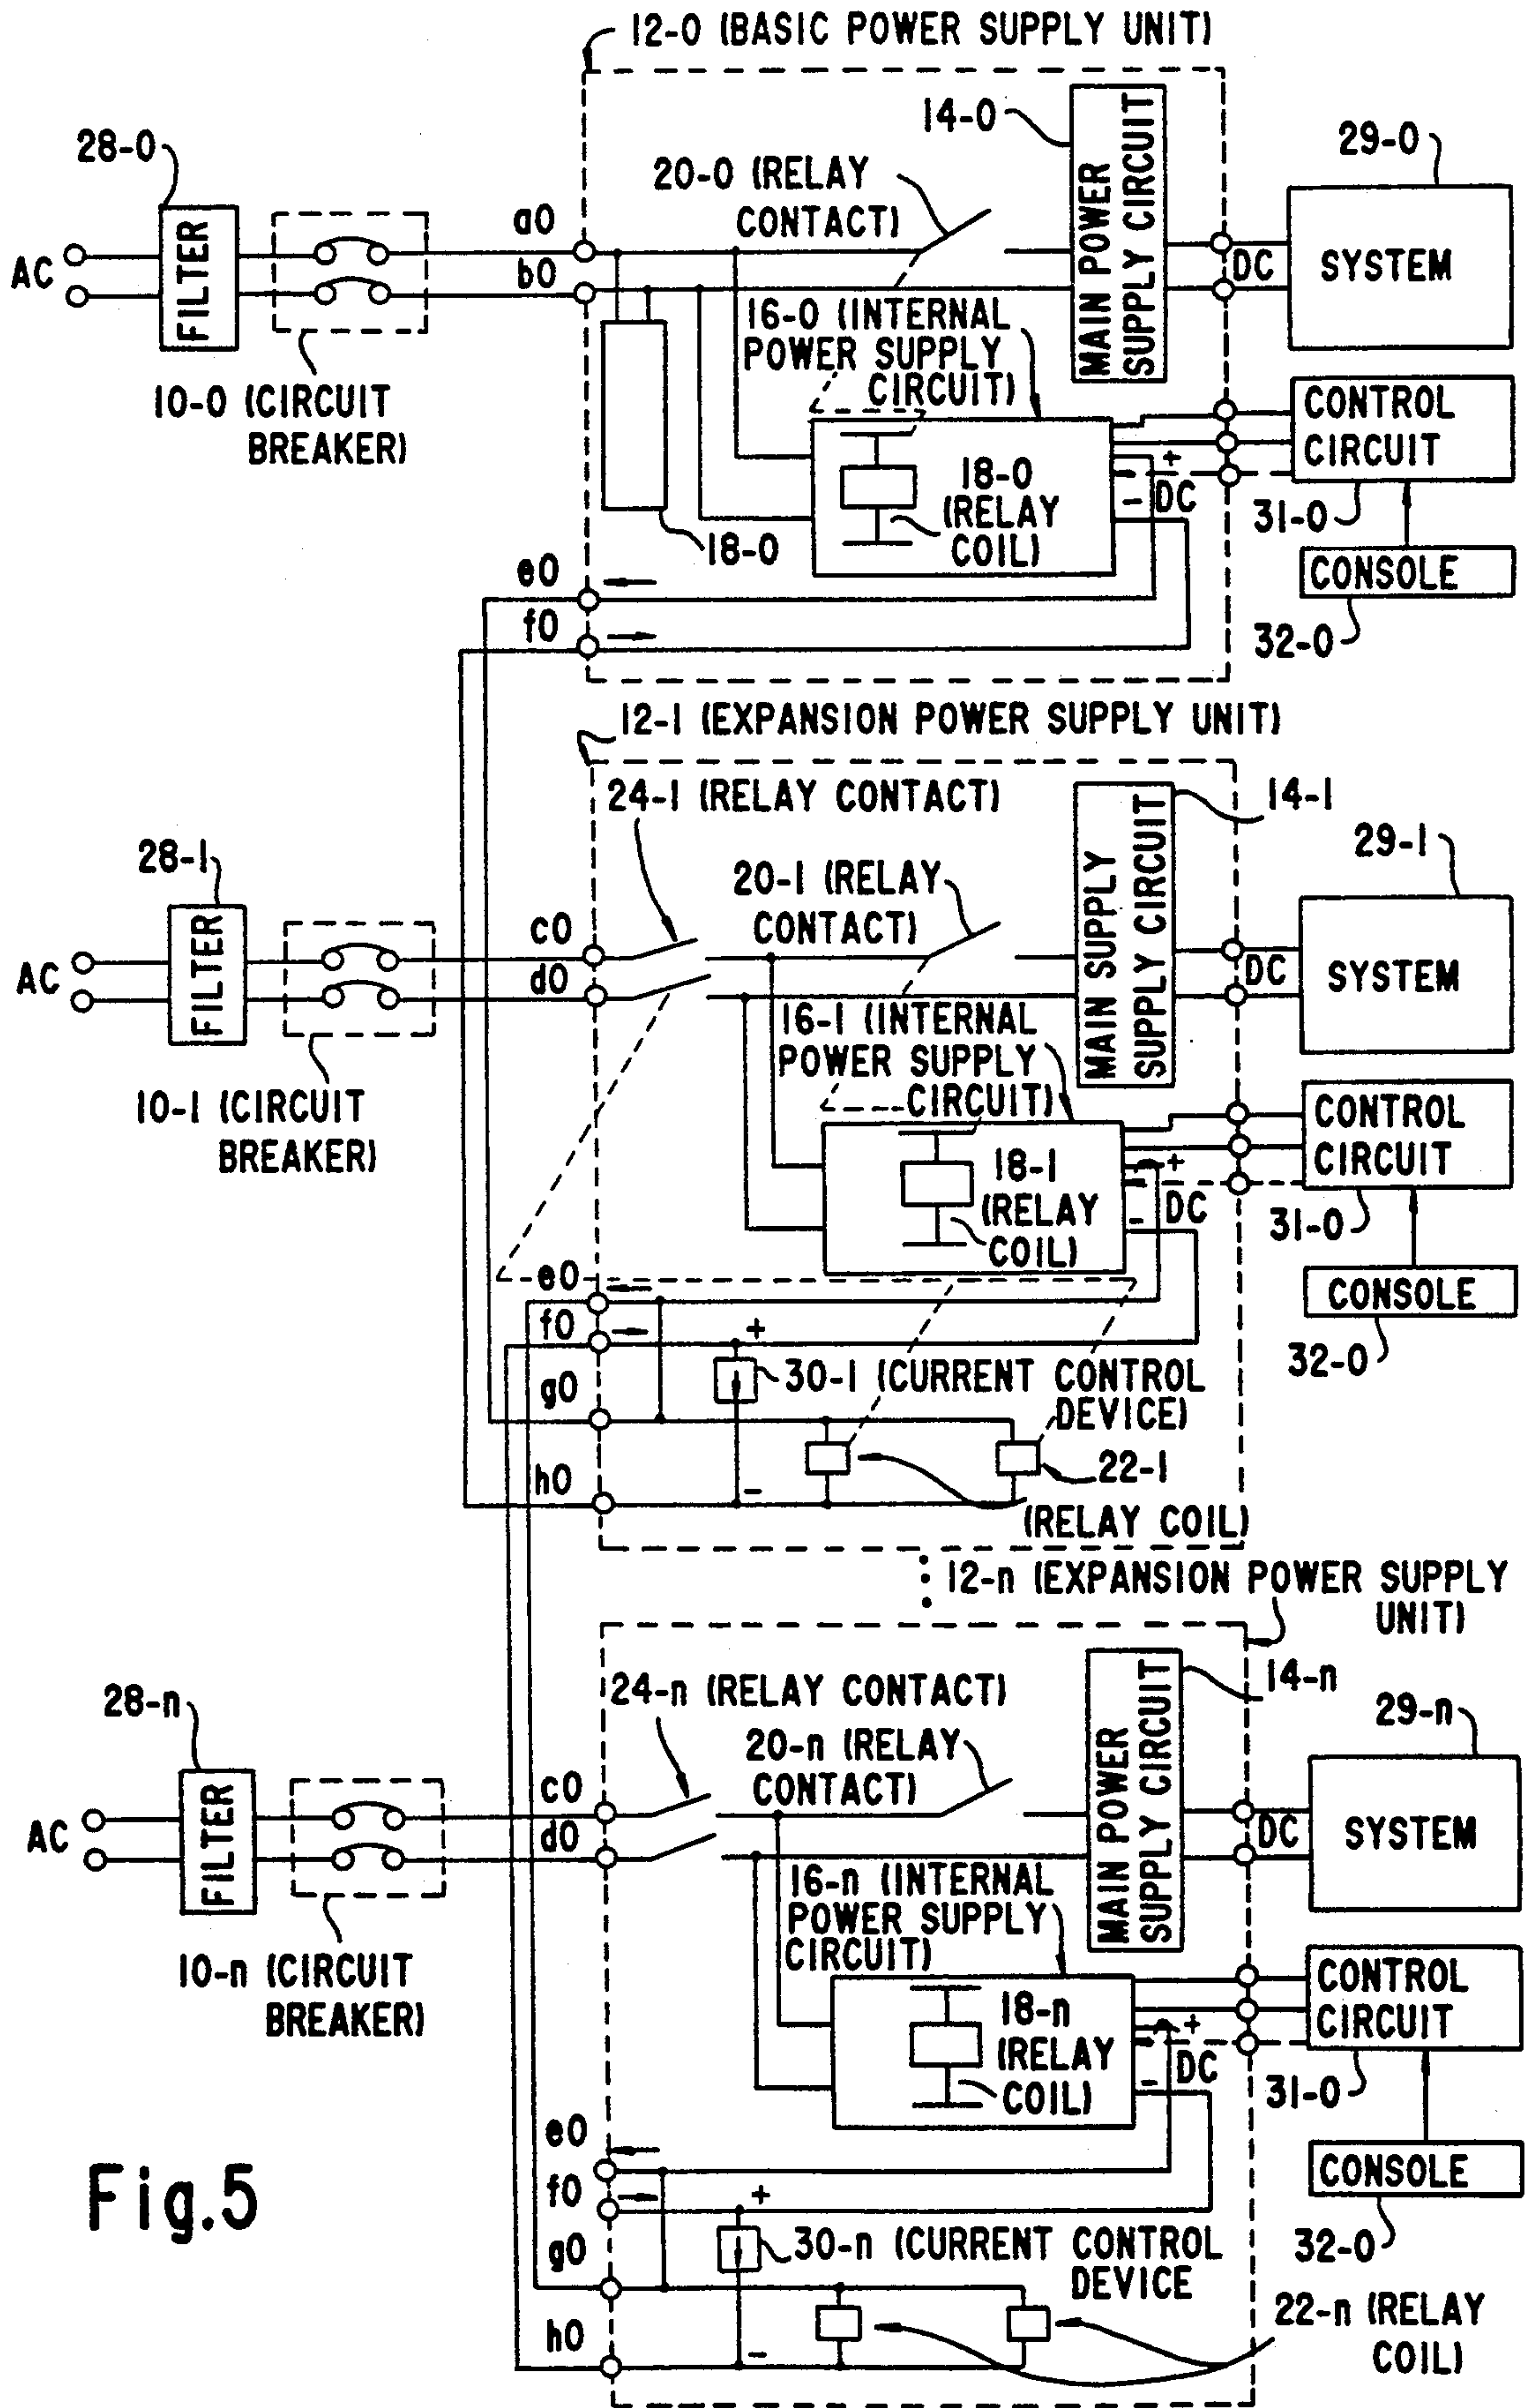 12-0 (BASIC POWER SUPPLY UNIT)
28-0
14-0
29-0
20-0 (RELAY
CONTACT)
MAIN POWER
SUPPLY CIRCUIT
FILTER
a0
AC
b0
DC
SYSTEM
16-0 (INTERNAL
POWER SUPPLY
CIRCUIT)
10-0 (CIRCUIT
BREAKER)
CONTROL
CIRCUIT
+
- DC
18-0
(RELAY
COIL)
31-0
18-0
e0
CONSOLE
f0
32-0
12-1 (EXPANSION POWER SUPPLY UNIT)
24-1 (RELAY CONTACT)
14-1
28-1
29-1
20-1 (RELAY
CONTACT)
MAIN SUPPLY
SUPPLY CIRCUIT
FILTER
c0
AC
d0
DC
SYSTEM
16-1 (INTERNAL
POWER SUPPLY
CIRCUIT)
10-1 (CIRCUIT
BREAKER)
CONTROL
CIRCUIT
+
DC
-
18-1
(RELAY
COIL)
31-0
e0
CONSOLE
f0
+
32-0
30-1 (CURRENT CONTROL
DEVICE)
g0
22-1
h0
-
(RELAY COIL)
12-n (EXPANSION POWER SUPPLY
UNIT)
24-n (RELAY CONTACT)
14-n
28-n
29-n
20-n (RELAY
CONTACT)
MAIN POWER
SUPPLY CIRCUIT
FILTER
c0
AC
d0
DC
SYSTEM
16-n (INTERNAL
POWER SUPPLY
CIRCUIT)
10-n (CIRCUIT
BREAKER)
CONTROL
CIRCUIT
+
DC
-
18-n
(RELAY
COIL)
31-0
e0
CONSOLE
Fig.5
f0
+
32-0
30-n (CURRENT CONTROL
DEVICE
g0
22-n (RELAY
COIL)
h0
-